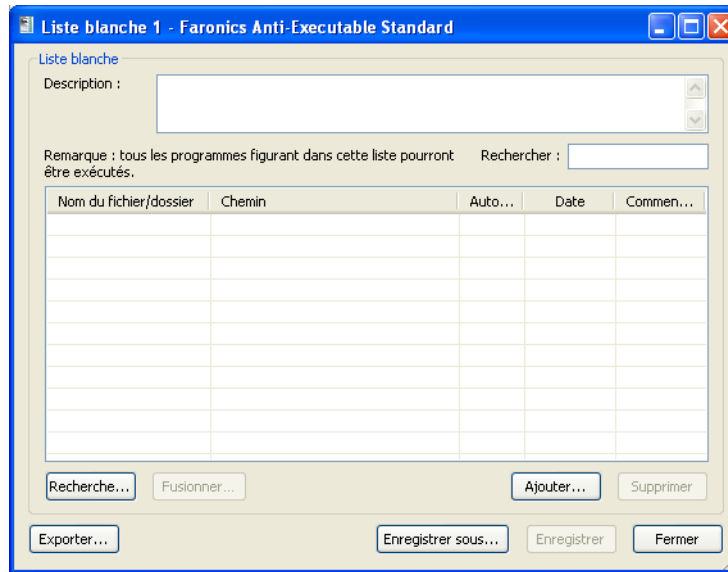 Liste blanche 1 - Faronics Anti-Executable Standard
Liste blanche
Description :
Remarque : tous les programmes figurant dans cette liste pourront
être exécutés.
Rechercher :
Nom du fichier/dossier Chemin Auto... Date Commen...
Recherche... Fusionner... Ajouter... Supprimer
Exporter... Enregistrer sous... Enregistrer Fermer